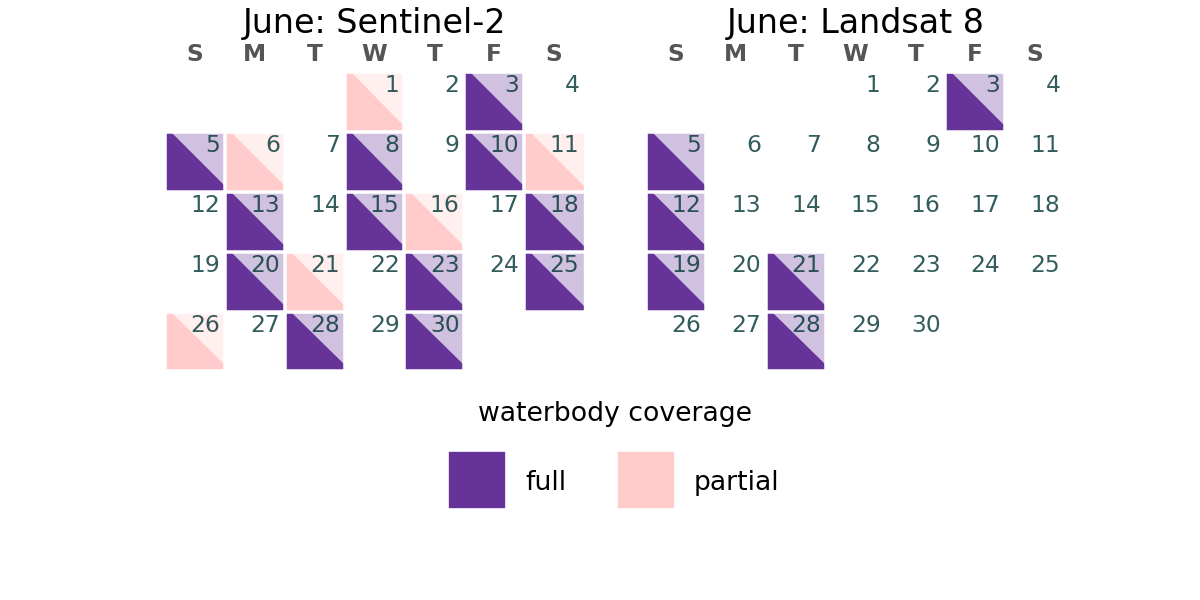 June: Sentinel-2
S M T W T F S
1 2 3 4
5 6 7 8 9 10 11
12 13 14 15 16 17 18
19 20 21 22 23 24 25
26 27 28 29 30
June: Landsat 8
S M T W T F S
1 2 3 4
5 6 7 8 9 10 11
12 13 14 15 16 17 18
19 20 21 22 23 24 25
26 27 28 29 30
waterbody coverage
full
partial